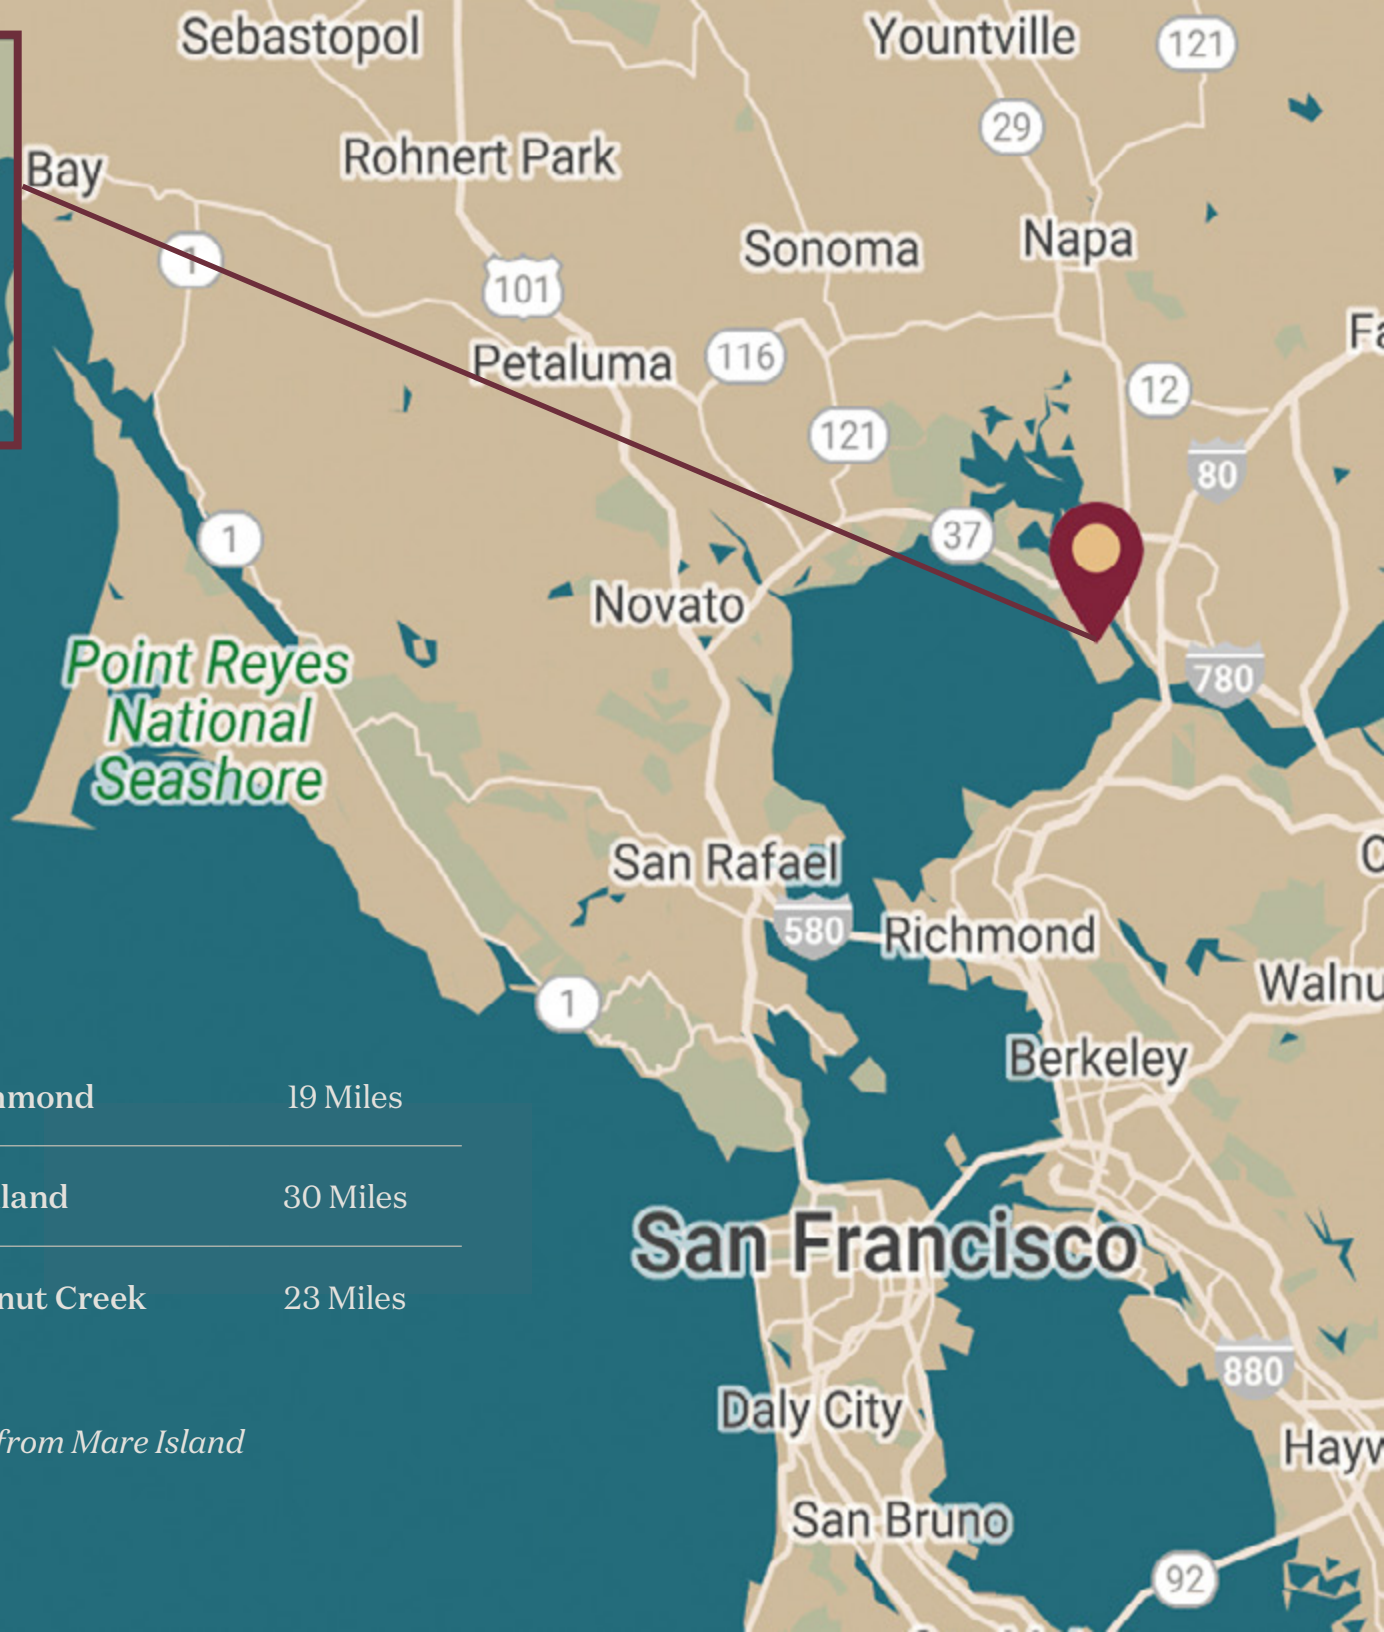 Sebastopol
Yountville
121
29
Bay
Rohnert Park
Napa
Sonoma
1
101
116
Petaluma
12
121
80
37
1
Novato
Point Reyes
National
Seashore
780
San Rafael
580
Richmond
Walnu
1
Berkeley
mond 19 Miles
land 30 Miles
San Francisco
nut Creek 23 Miles
880
Daly City
from Mare Island
Hayw
San Bruno
92